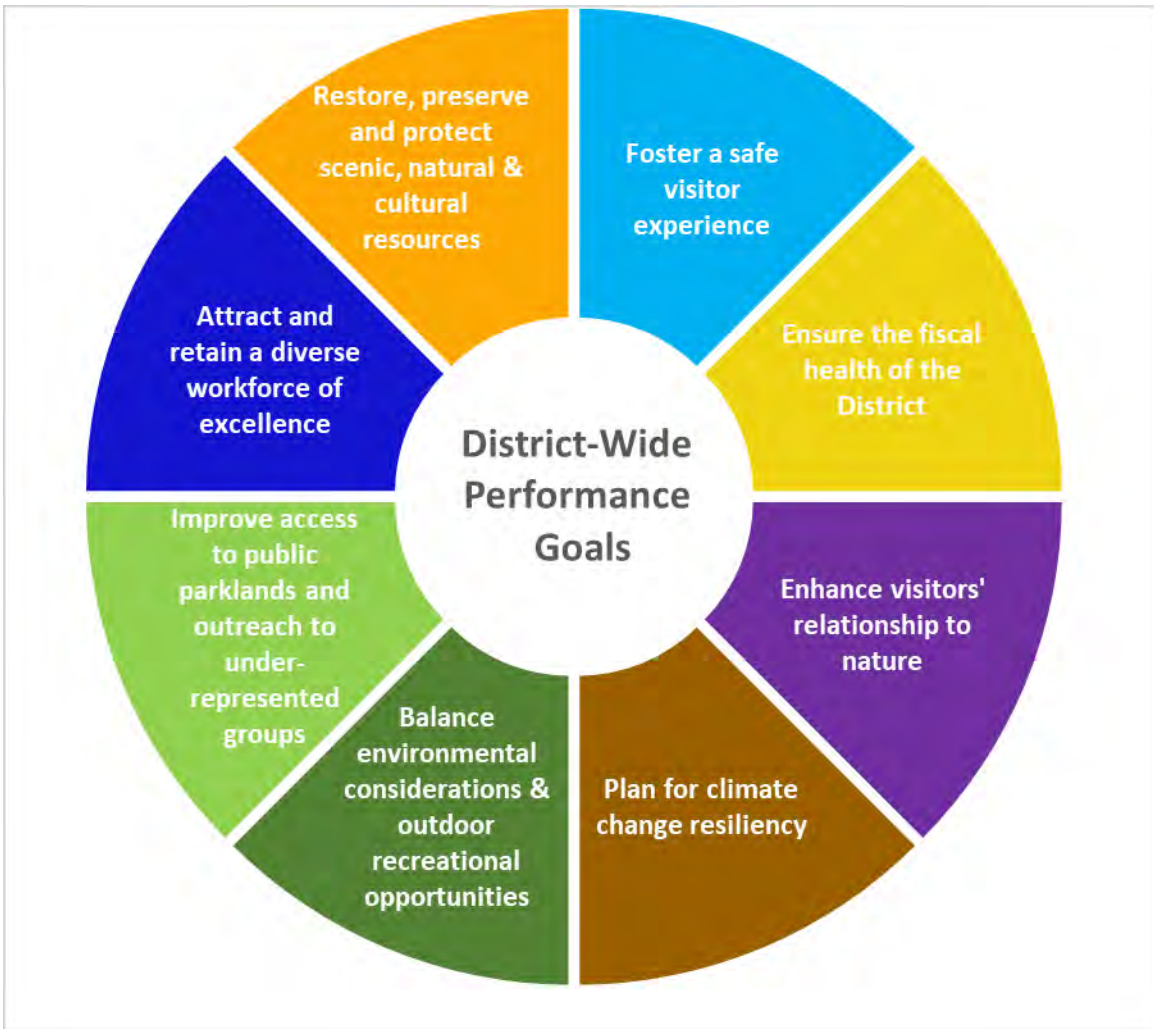 District-Wide
Performance
Goals
Foster a safe
visitor
experience
Ensure the fiscal
health of the
District
Enhance visitors'
relationship to
nature
Plan for climate
change resiliency
Balance
environmental
considerations &
outdoor
recreational
opportunities
Improve access
to public
parklands and
outreach to
under-
represented
groups
Attract and
retain a diverse
workforce of
excellence
Restore, preserve
and protect
scenic, natural &
cultural
resources